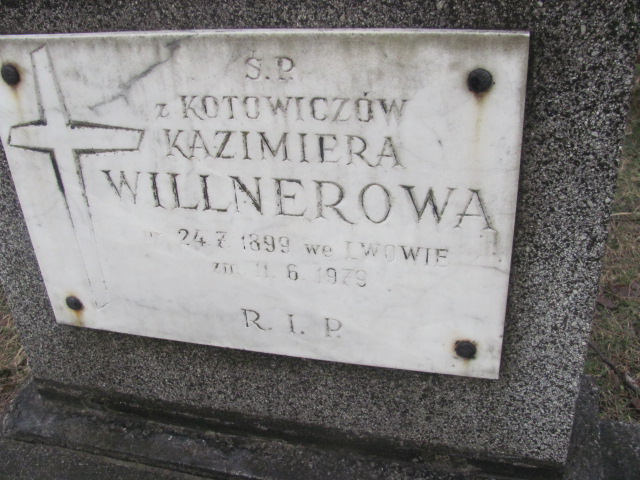 Ś.P.
z KOTOWICZÓW
KAZIMIERA
WILLNEROWA
24.7.1899 we LWOWIE
zm. 11.6.1979
R. I. P.